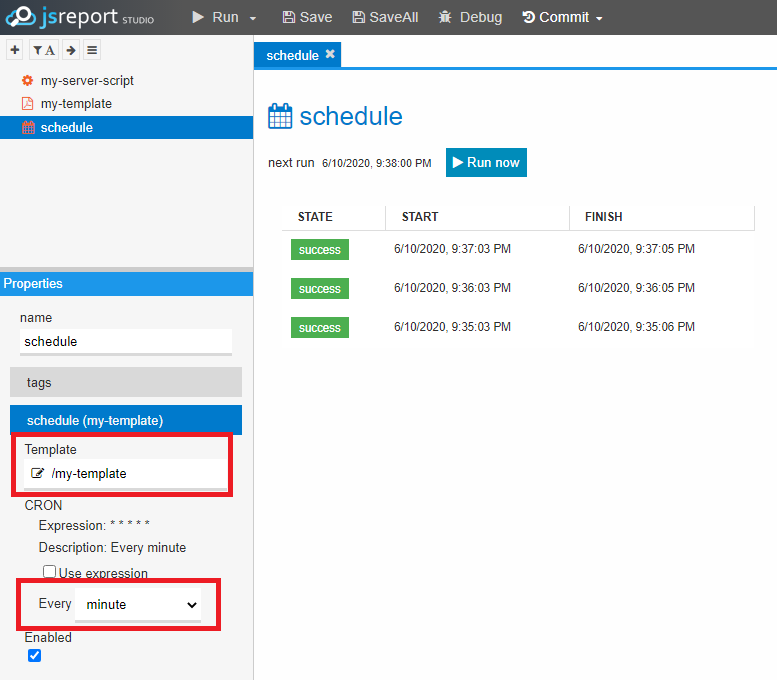 jsreport STUDIO Run Save SaveAll Debug Commit
A
my-server-script
my-template
schedule
Properties
name
schedule
tags
schedule (my-template)
Template
/my-template
CRON
Expression: * * * * *
Description: Every minute
Use expression
Every minute
Enabled
schedule
schedule
next run 6/10/2020, 9:38:00 PM Run now
STATE START FINISH
success 6/10/2020, 9:37:03 PM 6/10/2020, 9:37:05 PM
success 6/10/2020, 9:36:03 PM 6/10/2020, 9:36:05 PM
success 6/10/2020, 9:35:03 PM 6/10/2020, 9:35:06 PM